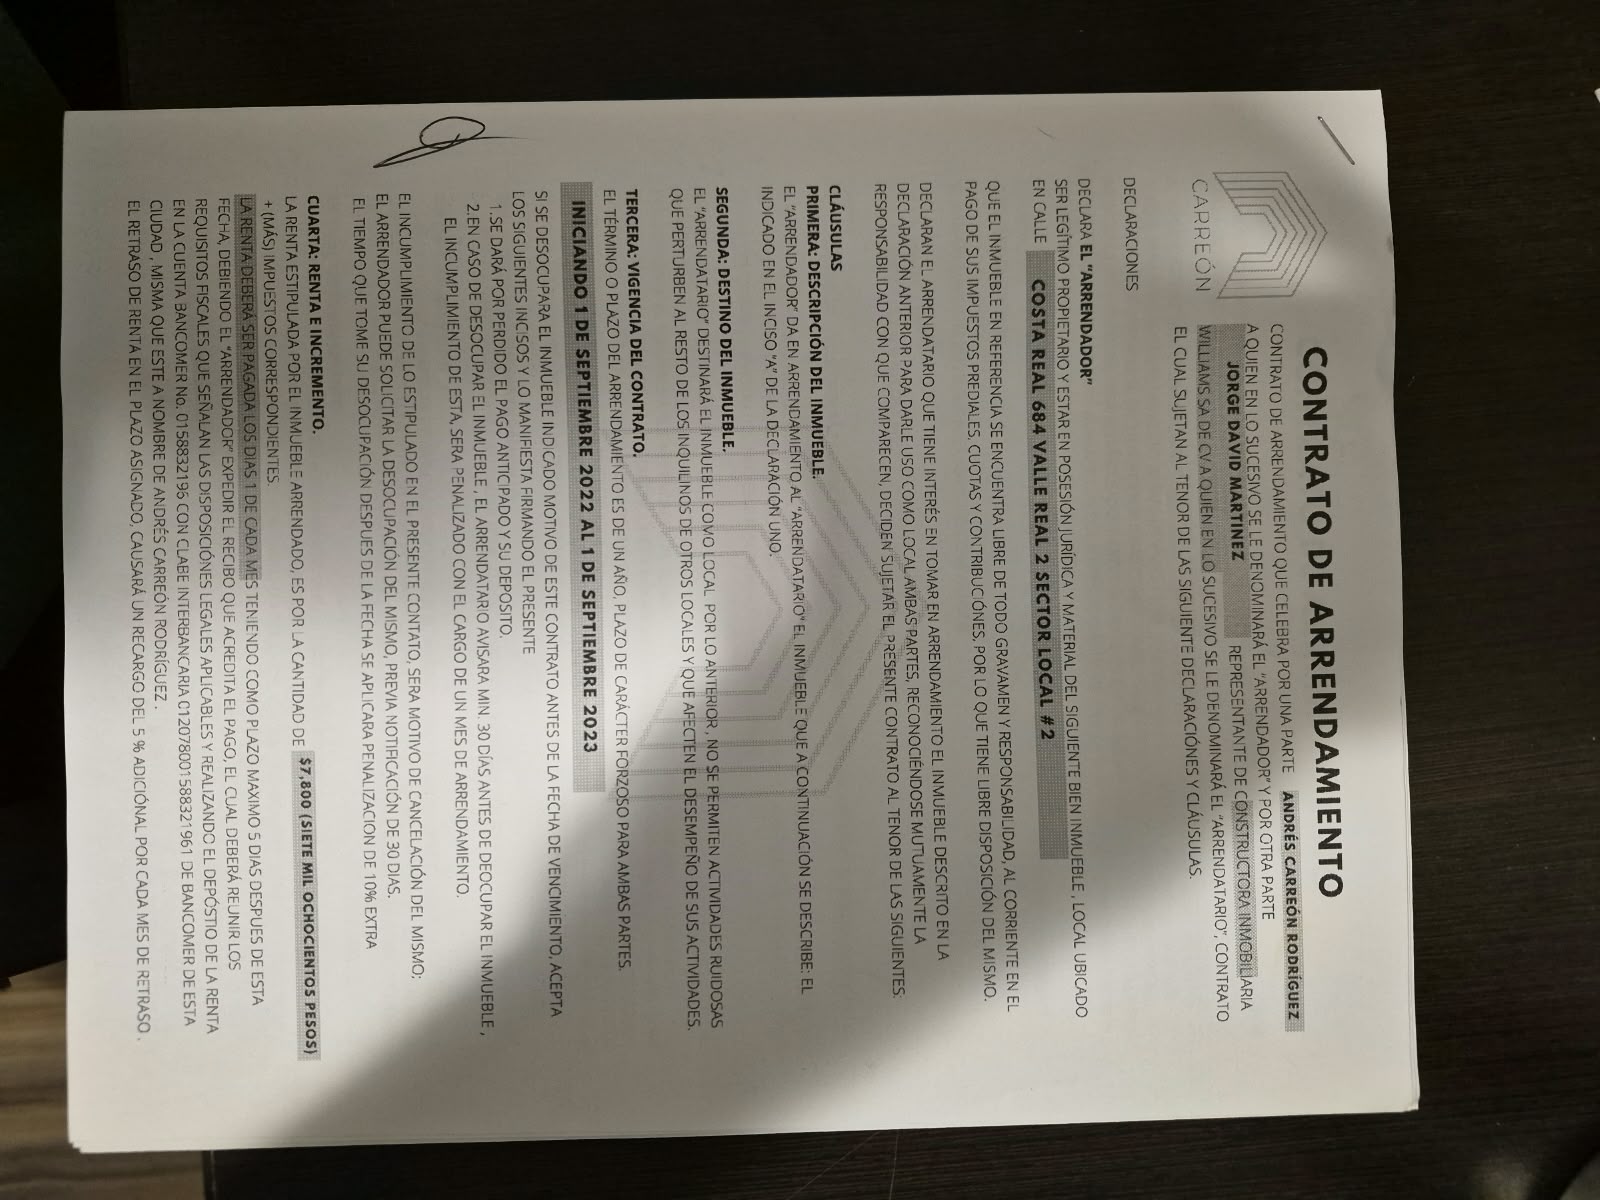 CARREÓN
CONTRATO DE ARRENDAMIENTO
CONTRATO DE ARRENDAMIENTO QUE CELEBRA POR UNA PARTE ANDRÉS CARREÓN RODRÍGUEZ
A QUIEN EN LO SUCESIVO SE LE DENOMINARÁ EL "ARRENDADOR" Y POR OTRA PARTE
JORGE DAVID MARTINEZ REPRESENTANTE DE CONSTRUCTORA INMOBILIARIA
WILLIAMS SA DE CV A QUIEN EN LO SUCESIVO SE LE DENOMINARÁ EL "ARRENDATARIO", CONTRATO
EL CUAL SUJETAN AL TENOR DE LAS SIGUIENTE DECLARACIÓNES Y CLÁUSULAS.
DECLARACIONES
DECLARA EL "ARRENDADOR"
SER LEGÍTIMO PROPIETARIO Y ESTAR EN POSESIÓN JURÍDICA Y MATERIAL DEL SIGUIENTE BIEN INMUEBLE , LOCAL UBICADO
EN CALLE COSTA REAL 684 VALLE REAL 2 SECTOR LOCAL #2
QUE EL INMUEBLE EN REFERENCIA SE ENCUENTRA LIBRE DE TODO GRAVAMEN Y RESPONSABILIDAD, AL CORRIENTE EN EL
PAGO DE SUS IMPUESTOS PREDIALES, CUOTAS Y CONTRIBUCIÓNES, POR LO QUE TIENE LIBRE DISPOSICIÓN DEL MISMO.
DECLARAN EL ARRENDATARIO QUE TIENE INTERÉS EN TOMAR EN ARRENDAMIENTO EL INMUEBLE DESCRITO EN LA
DECLARACIÓN ANTERIOR PARA DARLE USO COMO LOCAL AMBAS PARTES, RECONOCIÉNDOSE MUTUAMENTE LA
RESPONSABILIDAD CON QUE COMPARECEN, DECIDEN SUJETAR EL PRESENTE CONTRATO AL TENOR DE LAS SIGUIENTES:
CLÁUSULAS
PRIMERA: DESCRIPCIÓN DEL INMUEBLE.
EL "ARRENDADOR" DA EN ARRENDAMIENTO AL "ARRENDATARIO" EL INMUEBLE QUE A CONTINUACIÓN SE DESCRIBE: EL
INDICADO EN EL INCISO "A" DE LA DECLARACIÓN UNO.
SEGUNDA: DESTINO DEL INMUEBLE.
EL "ARRENDATARIO" DESTINARÁ EL INMUEBLE COMO LOCAL POR LO ANTERIOR , NO SE PERMITEN ACTIVIDADES RUIDOSAS
QUE PERTURBEN AL RESTO DE LOS INQUILINOS DE OTROS LOCALES Y QUE AFECTEN EL DESEMPEÑO DE SUS ACTIVIDADES.
TERCERA: VIGENCIA DEL CONTRATO.
EL TÉRMINO O PLAZO DEL ARRENDAMIENTO ES DE UN AÑO, PLAZO DE CARÁCTER FORZOSO PARA AMBAS PARTES.
INICIANDO 1 DE SEPTIEMBRE 2022 AL 1 DE SEPTIEMBRE 2023
SI SE DESOCUPARA EL INMUEBLE INDICADO MOTIVO DE ESTE CONTRATO ANTES DE LA FECHA DE VENCIMIENTO, ACEPTA
LOS SIGUIENTES INCISOS Y LO MANIFIESTA FIRMANDO EL PRESENTE
1. SE DARÁ POR PERDIDO EL PAGO ANTICIPADO Y SU DEPOSITO.
2. EN CASO DE DESOCUPAR EL INMUEBLE , EL ARRENDATARIO AVISARA MIN. 30 DÍAS ANTES DE DEOCUPAR EL INMUEBLE ,
EL INCUMPLIMIENTO DE ESTA, SERA PENALIZADO CON EL CARGO DE UN MES DE ARRENDAMIENTO.
EL INCUMPLIMIENTO DE LO ESTIPULADO EN EL PRESENTE CONTATO, SERA MOTIVO DE CANCELACIÓN DEL MISMO;
EL ARRENDADOR PUEDE SOLICITAR LA DESOCUPACIÓN DEL MISMO, PREVIA NOTIFICACIÓN DE 30 DIAS.
EL TIEMPO QUE TOME SU DESOCUPACIÓN DESPUES DE LA FECHA SE APLICARA PENALIZACION DE 10% EXTRA
CUARTA: RENTA E INCREMENTO.
LA RENTA ESTIPULADA POR EL INMUEBLE ARRENDADO, ES POR LA CANTIDAD DE $7,800 (SIETE MIL OCHOCIENTOS PESOS)
+ (MÁS) IMPUESTOS CORRESPONDIENTES.
LA RENTA DEBERÁ SER PAGADA LOS DIAS 1 DE CADA MES TENIENDO COMO PLAZO MAXIMO 5 DIAS DESPUES DE ESTA
FECHA, DEBIENDO EL "ARRENDADOR" EXPEDIR EL RECIBO QUE ACREDITA EL PAGO, EL CUAL DEBERÁ REUNIR LOS
REQUISITOS FISCALES QUE SEÑALAN LAS DISPOSICIÓNES LEGALES APLICABLES Y REALIZANDO EL DEPÓSTIO DE LA RENTA
EN LA CUENTA BANCOMER No. 0158832196 CON CLABE INTERBANCARIA 012078001588321961 DE BANCOMER DE ESTA
CIUDAD , MISMA QUE ESTE A NOMBRE DE ANDRÉS CARREÓN RODRÍGUEZ .
EL RETRASO DE RENTA EN EL PLAZO ASIGNADO, CAUSARÁ UN RECARGO DEL 5 % ADICIÓNAL POR CADA MES DE RETRASO .